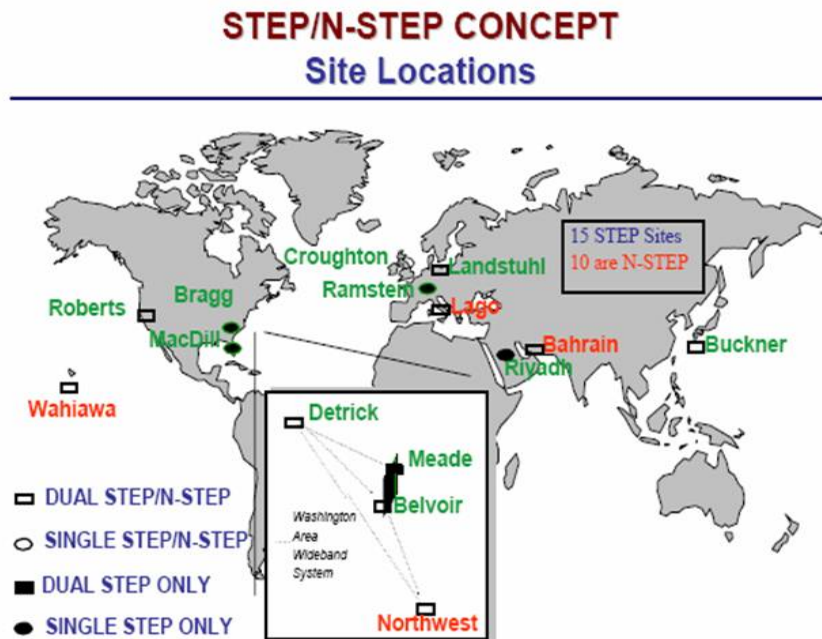 STEP/N-STEP CONCEPT
Site Locations
15 STEP Sites
10 are N-STEP
Croughton
Landstuhl
Ramstem
Lago
Roberts
Bragg
MacDill
Bahrain
Riyadh
Buckner
Wahiawa
Detrick
Meade
Belvoir
Washington
Area
Wideband
System
Northwest
DUAL STEP/N-STEP
SINGLE STEP/N-STEP
DUAL STEP ONLY
SINGLE STEP ONLY